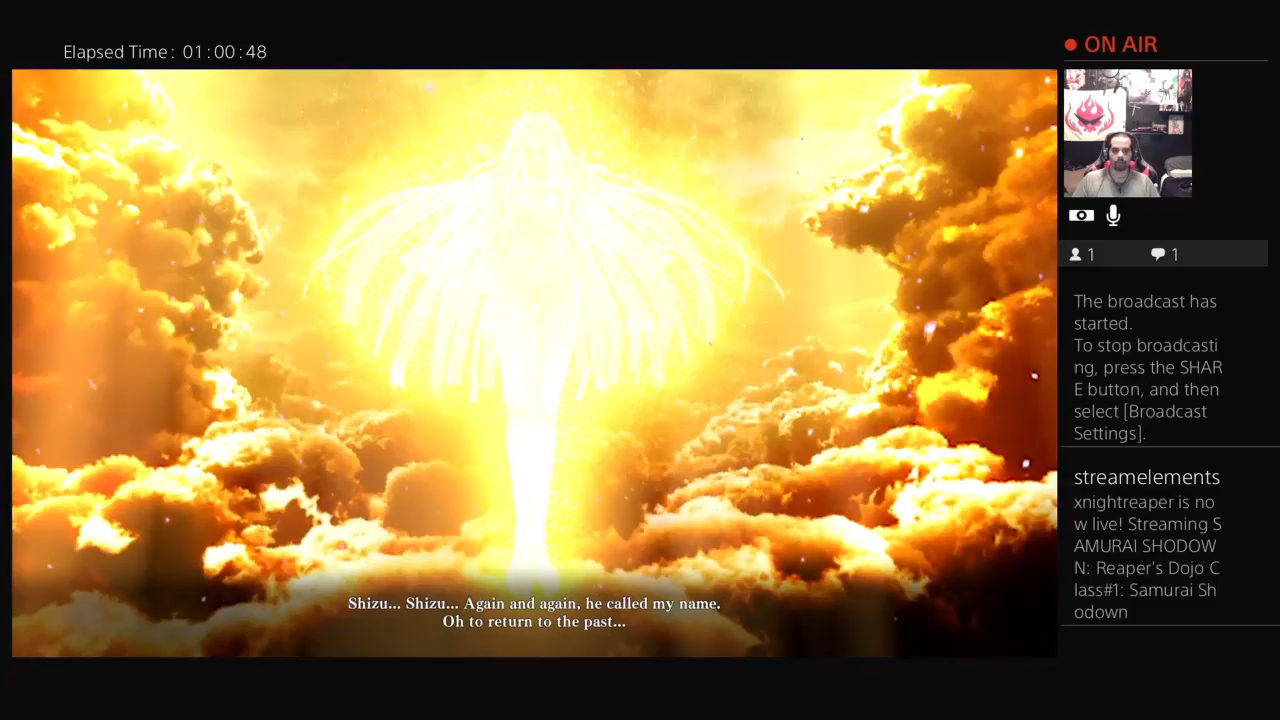 Elapsed Time: 01:00:48
ON AIR
1
1
The broadcast has
started.
To stop broadcasti
ng, press the SHAR
E button, and then
select [Broadcast
Settings].
streamelements
xnightreaper is no
w live! Streaming S
AMURAI SHODOW
N: Reaper's Dojo C
lass#1: Samurai Sh
odown
Shizu... Shizu... Again and again, he called my name.
Oh to return to the past...